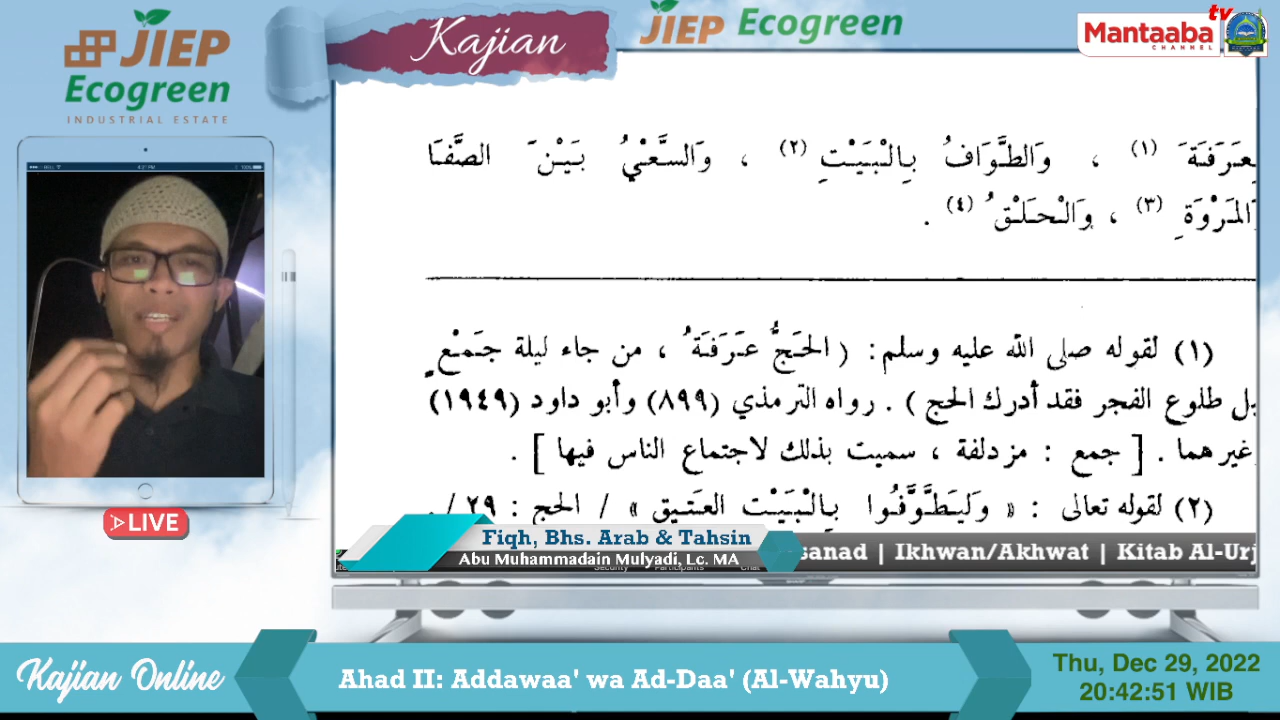 JIEP
Ecogreen
INDUSTRIAL ESTATE
Kajian
JIEP Ecogreen
Mantaaba tv
CHANNEL
بِعَرَفَةَ (١) ، وَالطَّوَافُ بِالْبَيْتِ (٢) ، وَالسَّعْيُ بَيْنَ الصَّفَا
وَالمَرْوَةِ (٣) ، وَالْحَلْقُ (٤) .
(١) لقوله صلى الله عليه وسلم: ( الحَجُّ عَرَفَةُ ، من جاء ليلة جَمْعٍ
طلوع الفجر فقد أدرك الحج ) . رواه الترمذي (٨٩٩) وأبو داود (١٩٤٩)
وغيرهما . [ جمع : مزدلفة ، سميت بذلك لاجتماع الناس فيها ] .
(٢) لقوله تعالى : « وَليَطَّوَّفُوا بِالْبَيْتِ العَتِيقِ » / الحج : ٢٩ / .
LIVE
Fiqh, Bhs. Arab & Tahsin
Abu Muhammadain Mulyadi, Lc. MA
sanad | Ikhwan/Akhwat | Kitab Al-Urj
Kajian Online
Ahad II: Addawaa' wa Ad-Daa' (Al-Wahyu)
Thu, Dec 29, 2022
20:42:51 WIB